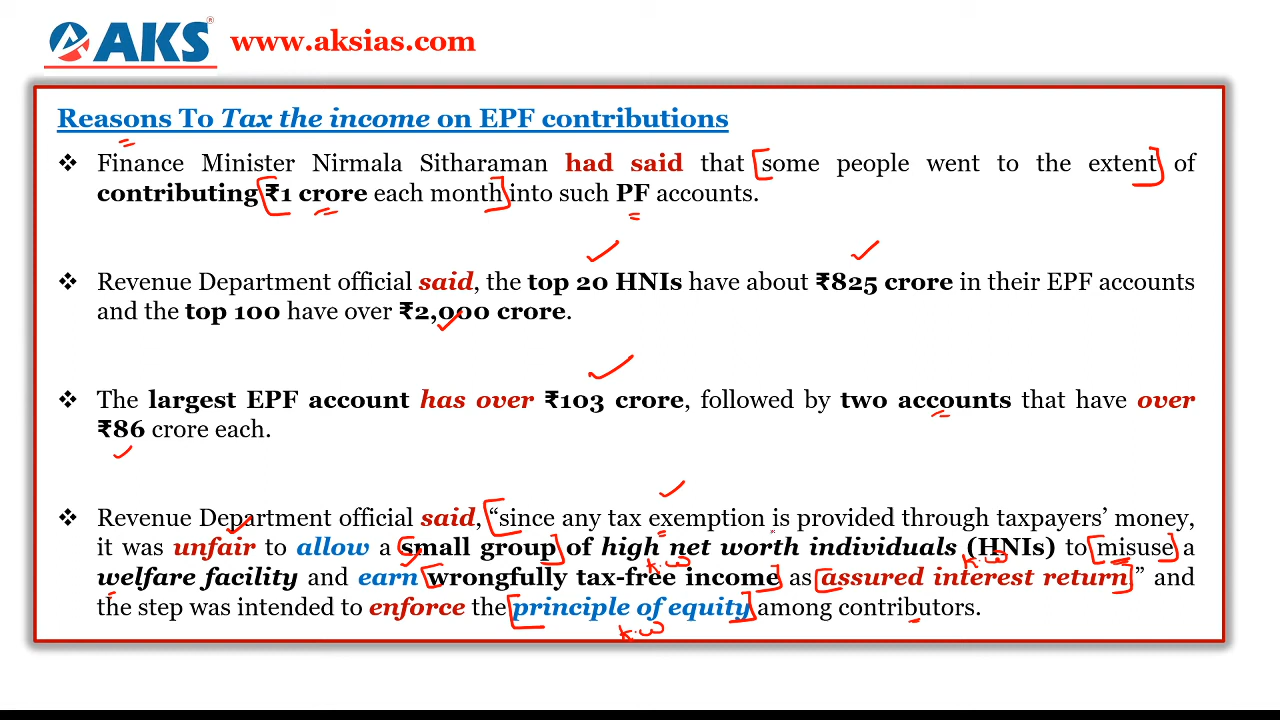 AKS® www.aksias.com
Reasons To Tax the income on EPF contributions
❖ Finance Minister Nirmala Sitharaman had said that some people went to the extent of
contributing ₹1 crore each month into such PF accounts.
❖ Revenue Department official said, the top 20 HNIs have about ₹825 crore in their EPF accounts
and the top 100 have over ₹2,000 crore.
❖ The largest EPF account has over ₹103 crore, followed by two accounts that have over
₹86 crore each.
❖ Revenue Department official said, “since any tax exemption is provided through taxpayers’ money,
it was unfair to allow a small group of high net worth individuals (HNIs) to misuse a
k.w k.w
welfare facility and earn wrongfully tax-free income as assured interest return” and
the step was intended to enforce the principle of equity among contributors.
k.w